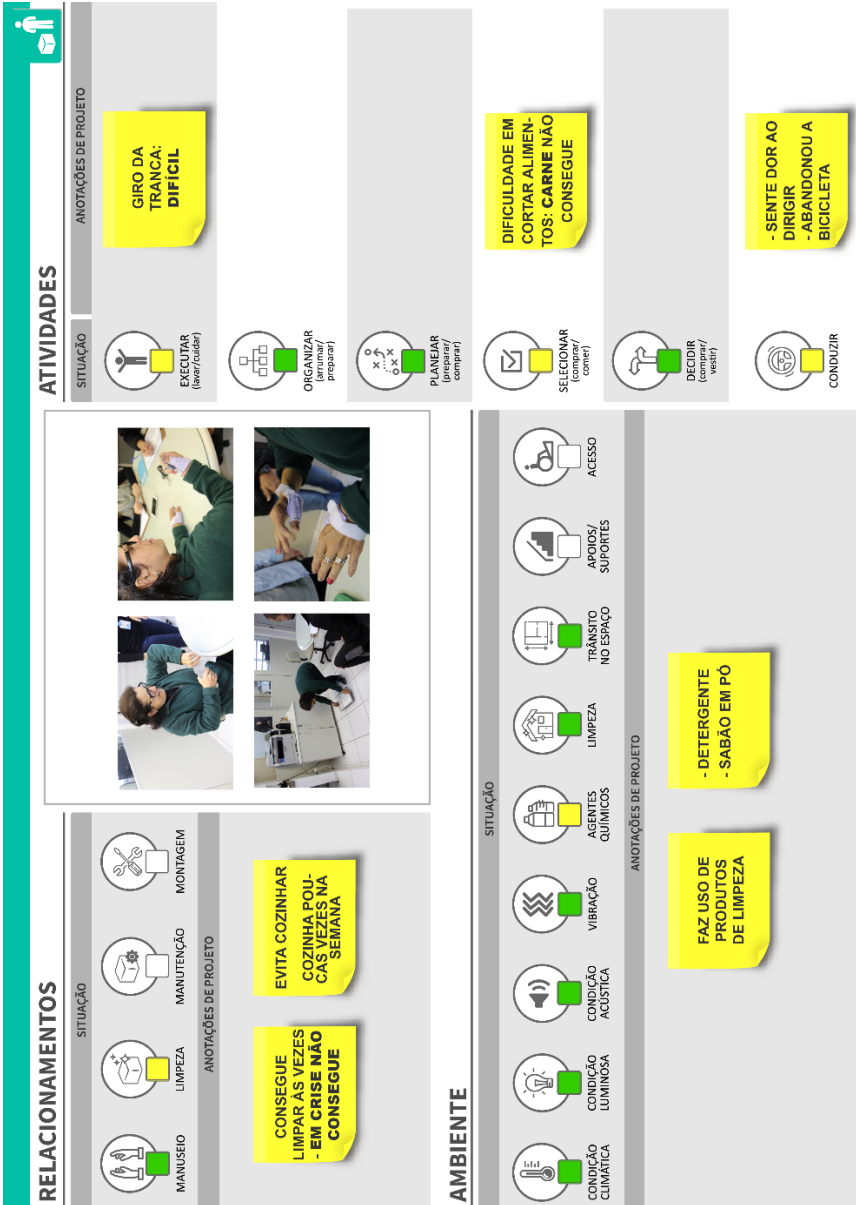 RELACIONAMENTOS
SITUAÇÃO
MANUSEIO
LIMPEZA
MANUTENÇÃO
MONTAGEM
ANOTAÇÕES DE PROJETO
CONSEGUE
LIMPAR ÀS VEZES
- EM CRISE NÃO
CONSEGUE
EVITA COZINHAR
COZINHA POU-
CAS VEZES NA
SEMANA
AMBIENTE
SITUAÇÃO
CONDIÇÃO
CLIMÁTICA
CONDIÇÃO
LUMINOSA
CONDIÇÃO
ACÚSTICA
VIBRAÇÃO
AGENTES
QUÍMICOS
LIMPEZA
TRÂNSITO
NO ESPAÇO
APOIOS/
SUPORTES
ACESSO
ANOTAÇÕES DE PROJETO
FAZ USO DE
PRODUTOS
DE LIMPEZA
- DETERGENTE
- SABÃO EM PÓ
ATIVIDADES
SITUAÇÃO
ANOTAÇÕES DE PROJETO
EXECUTAR
(lavar/cuidar)
GIRO DA
TRANCA:
DIFÍCIL
ORGANIZAR
(arrumar/
preparar)
PLANEJAR
(preparar/
comprar)
SELECIONAR
(comprar/
comer)
DIFICULDADE EM
CORTAR ALIMEN-
TOS: CARNE NÃO
CONSEGUE
DECIDIR
(comprar/
vestir)
CONDUZIR
- SENTE DOR AO
DIRIGIR
- ABANDONOU A
BICICLETA